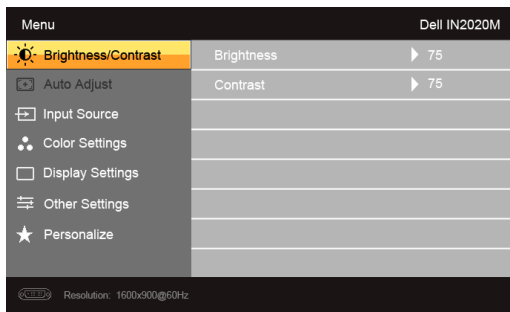 Menu Dell IN2020M
Brightness/Contrast Brightness 75
Auto Adjust Contrast 75
Input Source
Color Settings
Display Settings
Other Settings
Personalize
Resolution: 1600x900@60Hz